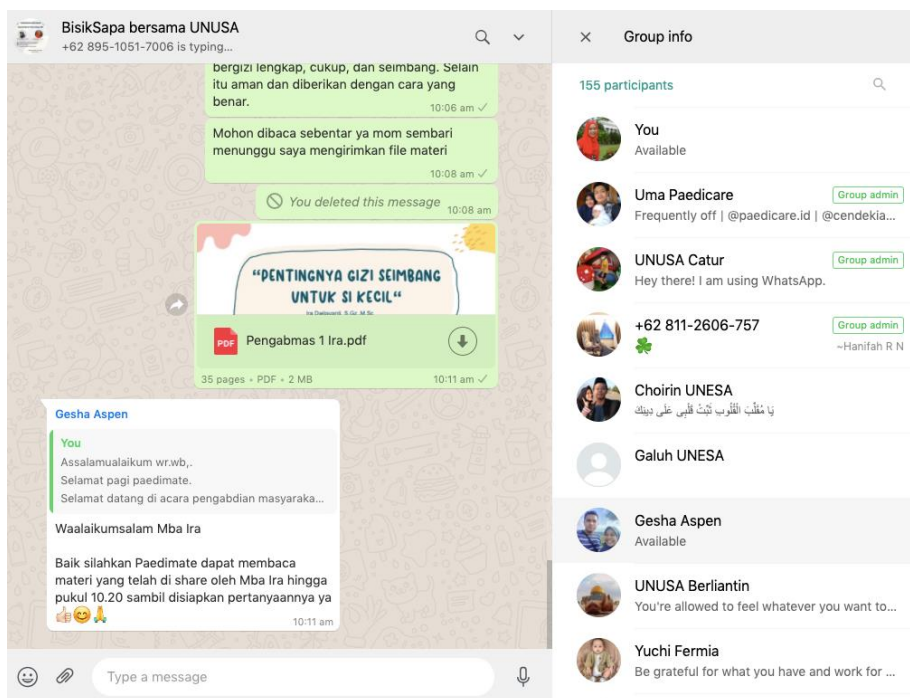 BisikSapa bersama UNUSA
+62 895-1051-7006 is typing...
bergizi lengkap, cukup, dan seimbang. Selain
itu aman dan diberikan dengan cara yang
benar.
10:06 am
Mohon dibaca sebentar ya mom sembari
menunggu saya mengirimkan file materi
10:08 am
You deleted this message
10:08 am
“PENTINGNYA GIZI SEIMBANG
UNTUK SI KECIL“
PDF
Pengabmas 1 Ira.pdf
35 pages • PDF • 2 MB
10:11 am
Gesha Aspen
You
Assalamualaikum wr.wb,.
Selamat pagi paedimate.
Selamat datang di acara pengabdian masyaraka...
Waalaikumsalam Mba Ira
Baik silahkan Paedimate dapat membaca
materi yang telah di share oleh Mba Ira hingga
pukul 10.20 sambil disiapkan pertanyaannya ya
👍🏻😊🙏
10:11 am
Type a message
Group info
155 participants
You
Available
Uma Paedicare
Group admin
Frequently off | @paedicare.id | @cendekia...
UNUSA Catur
Group admin
Hey there! I am using WhatsApp.
+62 811-2606-757
Group admin
☘️
~Hanifah R N
Choirin UNESA
يَا مُقَلِّبَ الْقُلُوبِ ثَبِّتْ قَلْبِى عَلَى دِينِكَ
Galuh UNESA
Gesha Aspen
Available
UNUSA Berliantin
You're allowed to feel whatever you want to...
Yuchi Fermia
Be grateful for what you have and work for ...